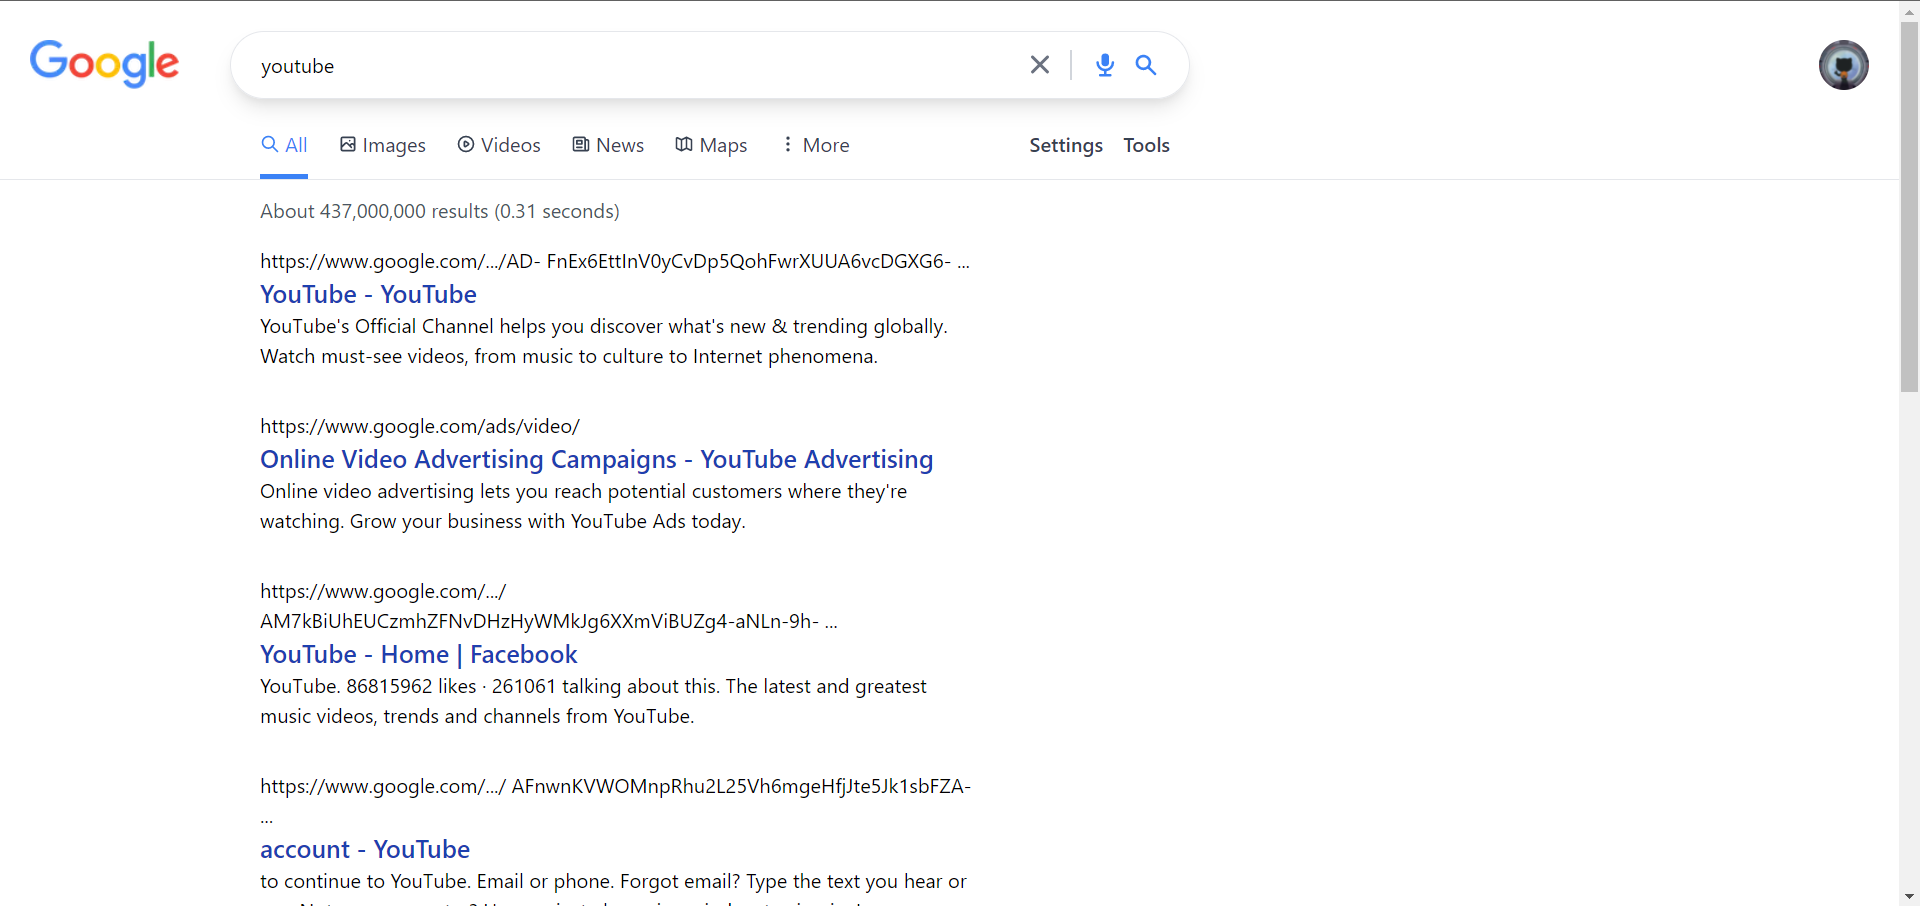 Google
youtube
All Images Videos News Maps More Settings Tools
About 437,000,000 results (0.31 seconds)
https://www.google.com/.../AD- FnEx6EttInV0yCvDp5QohFwrXUUA6vcDGXG6- ...
YouTube - YouTube
YouTube's Official Channel helps you discover what's new & trending globally.
Watch must-see videos, from music to culture to Internet phenomena.
https://www.google.com/ads/video/
Online Video Advertising Campaigns - YouTube Advertising
Online video advertising lets you reach potential customers where they're
watching. Grow your business with YouTube Ads today.
https://www.google.com/.../
AM7kBiUhEUCzmhZFNvDHzHyWMkJg6XXmViBUZg4-aNLn-9h- ...
YouTube - Home | Facebook
YouTube. 86815962 likes · 261061 talking about this. The latest and greatest
music videos, trends and channels from YouTube.
https://www.google.com/.../ AFnwnKVWOMnpRhu2L25Vh6mgeHfjJte5Jk1sbFZA-
...
account - YouTube
to continue to YouTube. Email or phone. Forgot email? Type the text you hear or